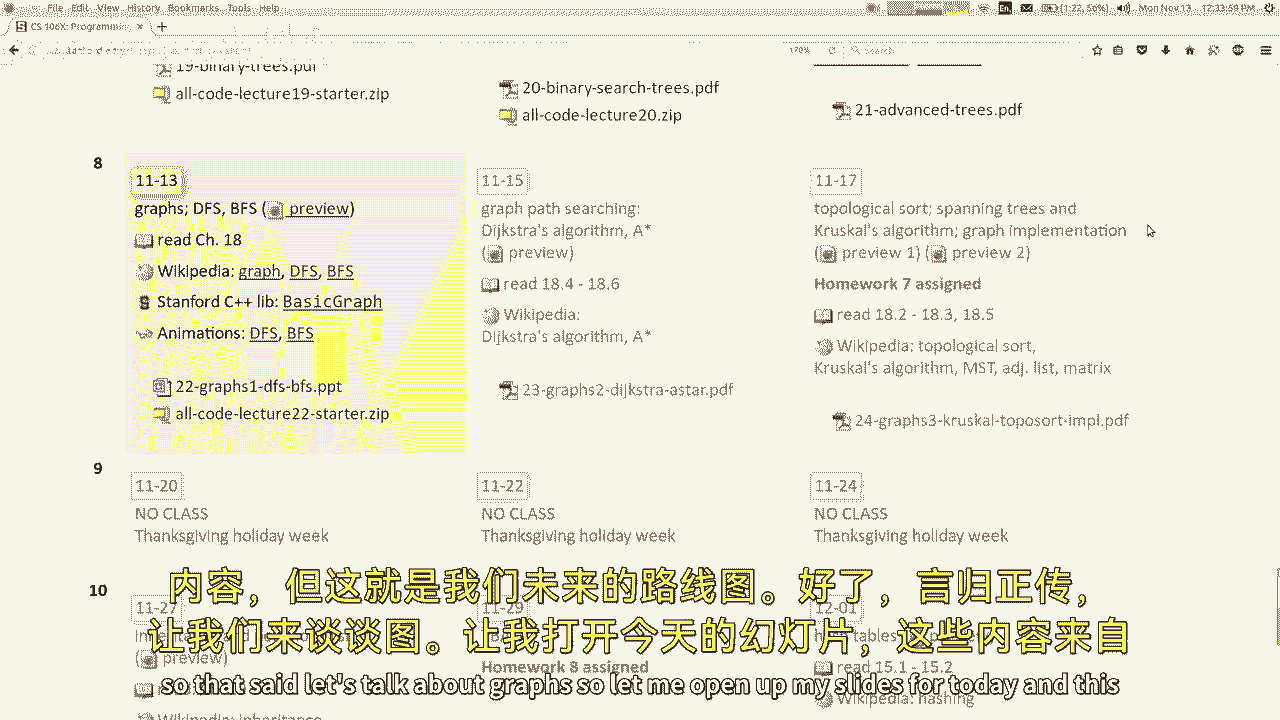 File Edit View History Bookmarks Tools Help
(1:22, 56%) Mon Nov 13 12:33:59 PM
CS 106X: Programming
170% Search
19-binary-trees.pdf
all-code-lecture19-starter.zip
20-binary-search-trees.pdf
all-code-lecture20.zip
21-advanced-trees.pdf
8
11-13
graphs; DFS, BFS ( preview)
read Ch. 18
Wikipedia: graph, DFS, BFS
Stanford C++ lib: BasicGraph
Animations: DFS, BFS
22-graphs1-dfs-bfs.ppt
all-code-lecture22-starter.zip
11-15
graph path searching:
Dijkstra's algorithm, A*
( preview)
read 18.4 - 18.6
Wikipedia:
Dijkstra's algorithm, A*
23-graphs2-dijkstra-astar.pdf
11-17
topological sort; spanning trees and
Kruskal's algorithm; graph implementation
( preview 1) ( preview 2)
Homework 7 assigned
read 18.2 - 18.3, 18.5
Wikipedia: topological sort,
Kruskal's algorithm, MST, adj. list, matrix
24-graphs3-kruskal-toposort-impl.pdf
9
11-20
NO CLASS
Thanksgiving holiday week
11-22
NO CLASS
Thanksgiving holiday week
11-24
NO CLASS
Thanksgiving holiday week
10
11-27
preview)
11-29
Homework 8 assigned
12-01
read 15.1 - 15.2
Wikipedia: hashing
Wikipedia: inheritance
内容，但这就是我们未来的路线图。好了，言归正传，
让我们来谈谈图。让我打开今天的幻灯片，这些内容来自
so that said let's talk about graphs so let me open up my slides for today and this